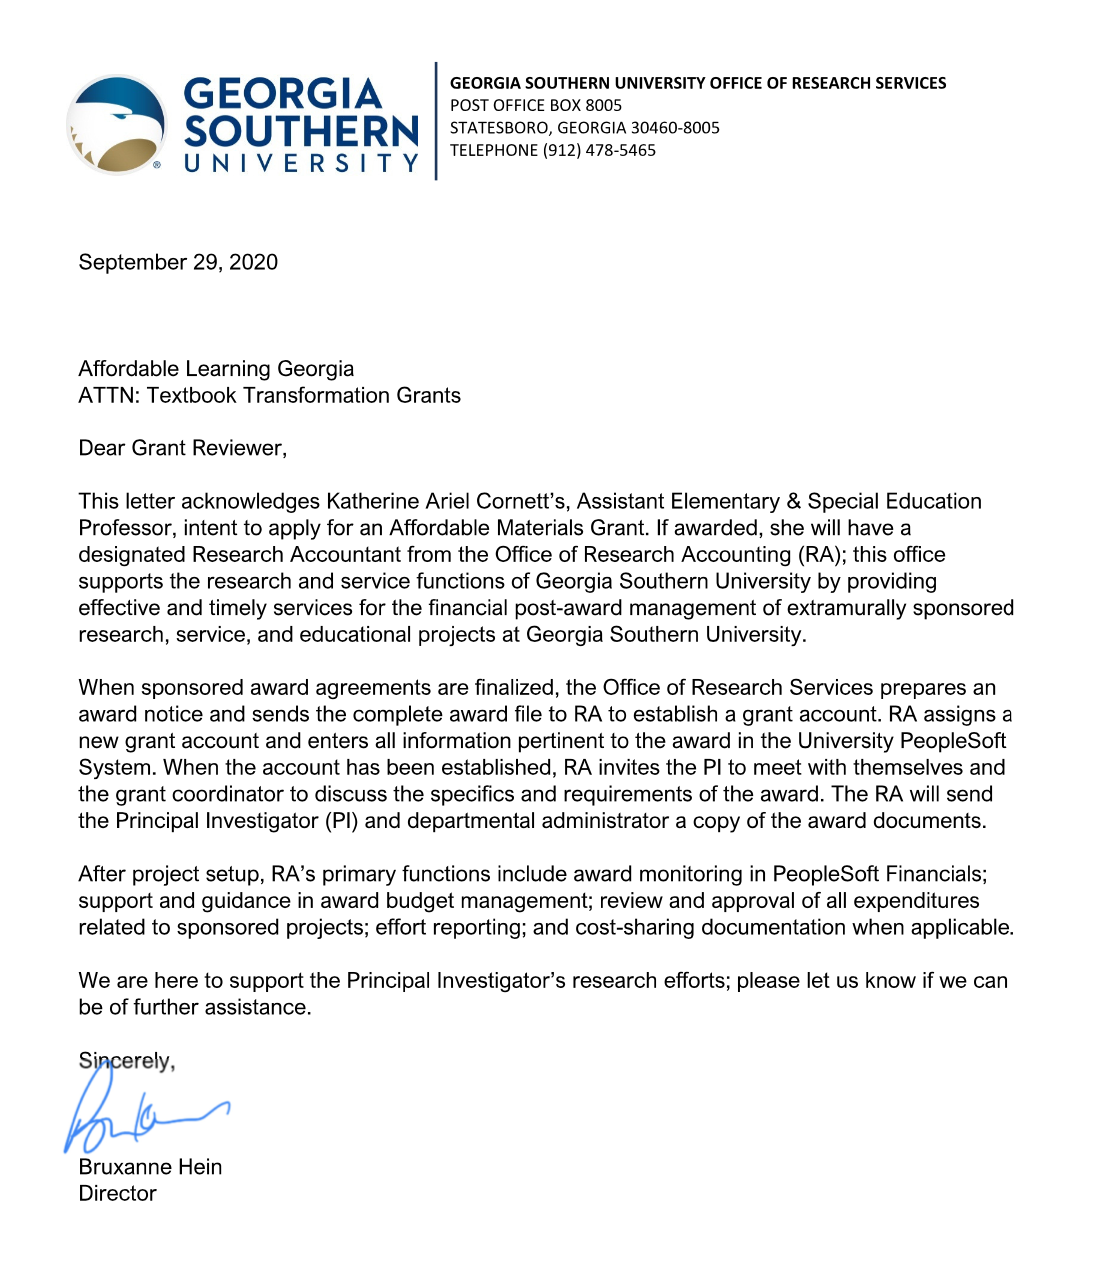 GEORGIA
SOUTHERN
UNIVERSITY
®
GEORGIA SOUTHERN UNIVERSITY OFFICE OF RESEARCH SERVICES
POST OFFICE BOX 8005
STATESBORO, GEORGIA 30460-8005
TELEPHONE (912) 478-5465
September 29, 2020
Affordable Learning Georgia
ATTN: Textbook Transformation Grants
Dear Grant Reviewer,
This letter acknowledges Katherine Ariel Cornett’s, Assistant Elementary & Special Education
Professor, intent to apply for an Affordable Materials Grant. If awarded, she will have a
designated Research Accountant from the Office of Research Accounting (RA); this office
supports the research and service functions of Georgia Southern University by providing
effective and timely services for the financial post-award management of extramurally sponsored
research, service, and educational projects at Georgia Southern University.
When sponsored award agreements are finalized, the Office of Research Services prepares an
award notice and sends the complete award file to RA to establish a grant account. RA assigns a
new grant account and enters all information pertinent to the award in the University PeopleSoft
System. When the account has been established, RA invites the PI to meet with themselves and
the grant coordinator to discuss the specifics and requirements of the award. The RA will send
the Principal Investigator (PI) and departmental administrator a copy of the award documents.
After project setup, RA’s primary functions include award monitoring in PeopleSoft Financials;
support and guidance in award budget management; review and approval of all expenditures
related to sponsored projects; effort reporting; and cost-sharing documentation when applicable.
We are here to support the Principal Investigator’s research efforts; please let us know if we can
be of further assistance.
Sincerely,
Bruxanne Hein
Director